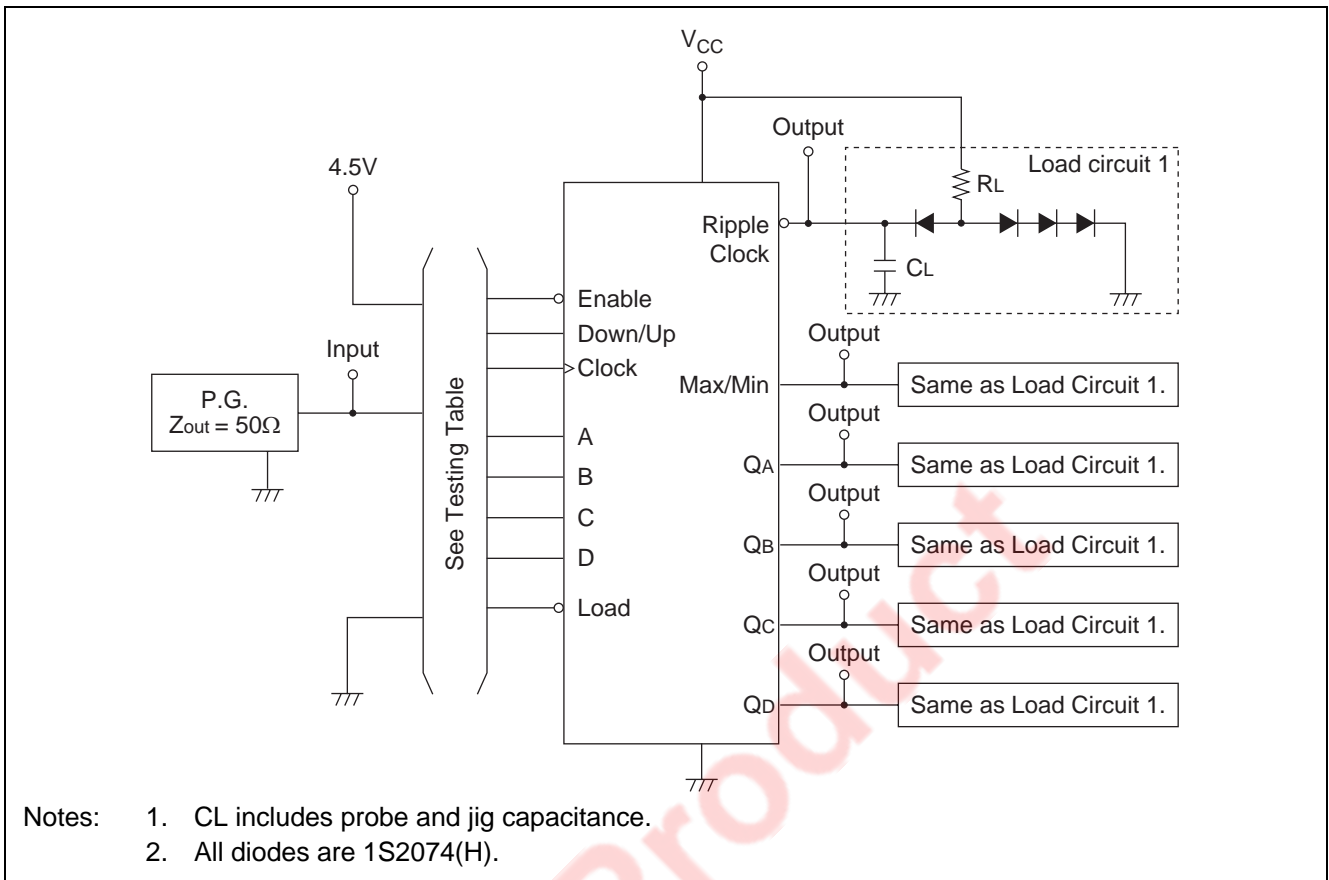 VCC
Output
Load circuit 1
RL
4.5V
Ripple
Clock
CL
Enable
Down/Up
Clock
Input
Output
P.G.
Zout = 50Ω
See Testing Table
Max/Min
Same as Load Circuit 1.
Output
A
QA
Same as Load Circuit 1.
B
Output
C
QB
Same as Load Circuit 1.
D
Output
Load
QC
Same as Load Circuit 1.
Output
QD
Same as Load Circuit 1.
Notes: 1. CL includes probe and jig capacitance.
2. All diodes are 1S2074(H).
Product